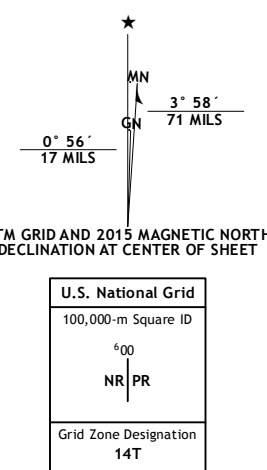 ★
MN
3° 58´
71 MILS
GN
0° 56´
17 MILS
TM GRID AND 2015 MAGNETIC NORTH
DECLINATION AT CENTER OF SHEET
U.S. National Grid
100,000-m Square ID
⁶00
NR PR
Grid Zone Designation
14T